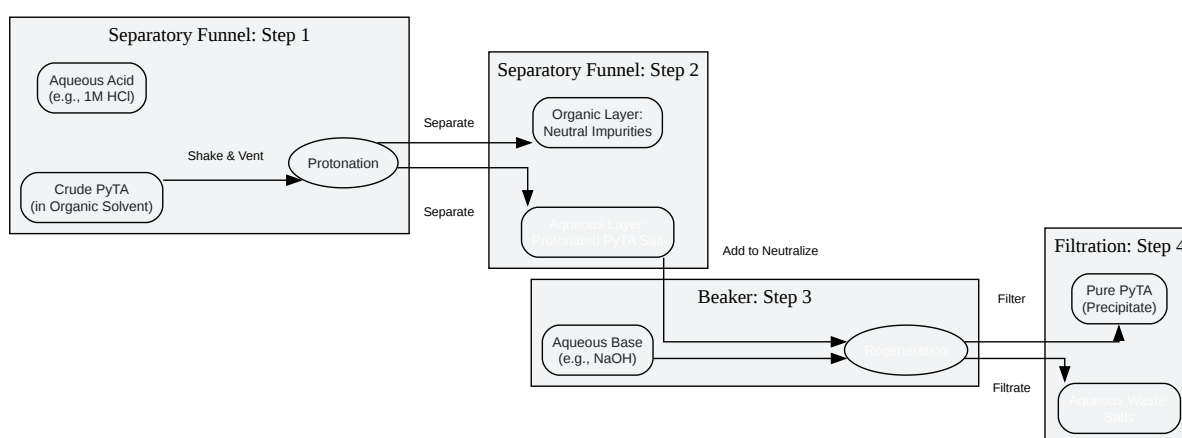 Separatory Funnel: Step 1
Aqueous Acid
(e.g., 1M HCl)
Shake & Vent
Protonation
Crude PyTA
(in Organic Solvent)
Separate
Separate
Separatory Funnel: Step 2
Organic Layer:
Neutral Impurities
Aqueous Layer:
Protonated PyTA Salt
Add to Neutralize
Beaker: Step 3
Aqueous Base
(e.g., NaOH)
Regeneration
Filter
Filtrate
Filtration: Step 4
Pure PyTA
(Precipitate)
Aqueous Waste:
Salts